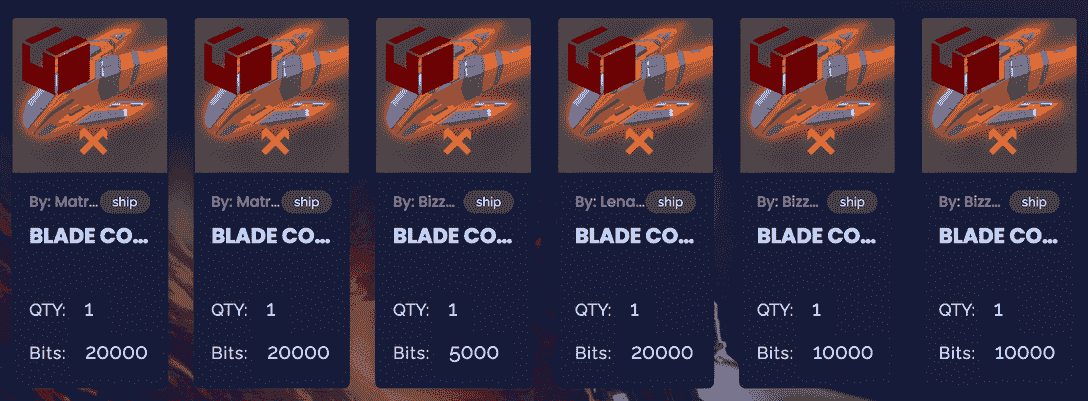 By: Matr... ship
BLADE CO...
QTY: 1
Bits: 20000
By: Matr... ship
BLADE CO...
QTY: 1
Bits: 20000
By: Bizz... ship
BLADE CO...
QTY: 1
Bits: 5000
By: Lena... ship
BLADE CO...
QTY: 1
Bits: 20000
By: Bizz... ship
BLADE CO...
QTY: 1
Bits: 10000
By: Bizz... ship
BLADE CO...
QTY: 1
Bits: 10000